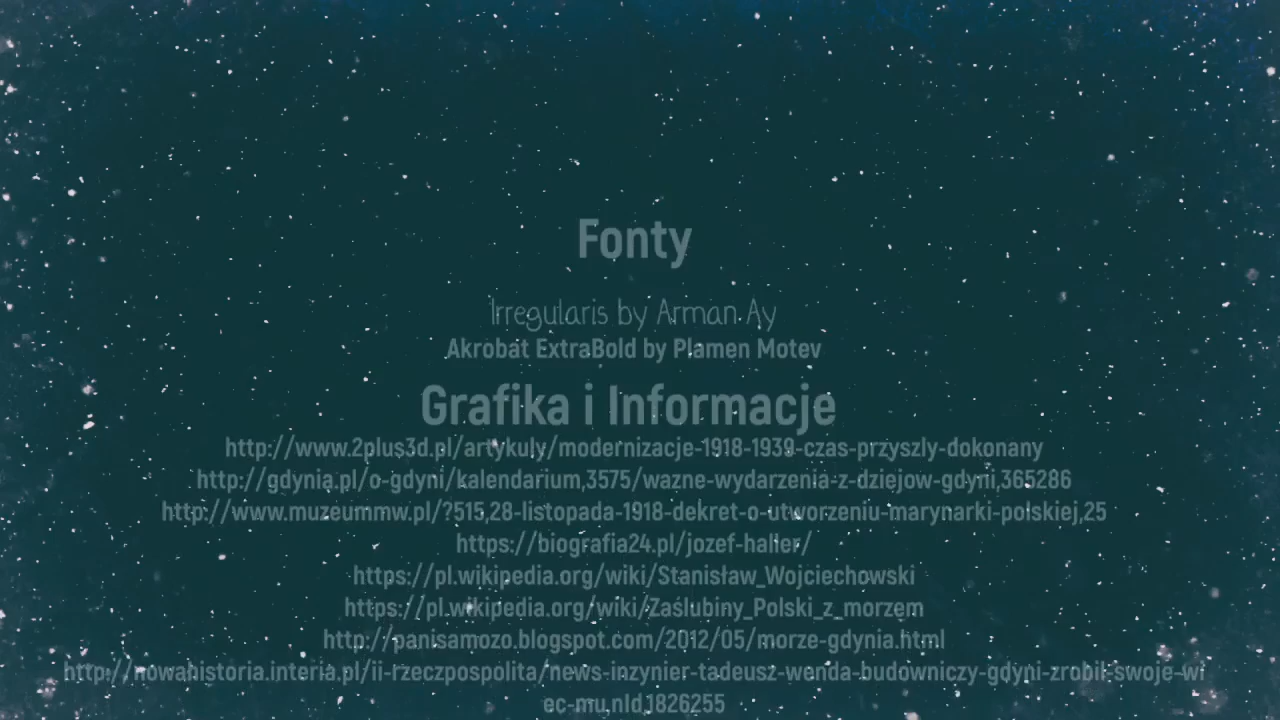 Fonty
Irregularis by Arman Ay
Akrobat ExtraBold by Plamen Motev
Grafika i Informacje
http://www.2plus3d.pl/artykuly/modernizacje-1918-1939-czas-przyszly-dokonany
http://gdynia.pl/o-gdyni/kalendarium,3575/wazne-wydarzenia-z-dziejow-gdyni,365286
http://www.muzeummw.pl/?515,28-listopada-1918-dekret-o-utworzeniu-marynarki-polskiej,25
https://biografia24.pl/jozef-haller/
https://pl.wikipedia.org/wiki/Stanisław_Wojciechowski
https://pl.wikipedia.org/wiki/Zaślubiny_Polski_z_morzem
http://panisamozo.blogspot.com/2012/05/morze-gdynia.html
http://nowahistoria.interia.pl/ii-rzeczpospolita/news-inzynier-tadeusz-wenda-budowniczy-gdyni-zrobil-swoje-wi
ec-mu,nId,1826255